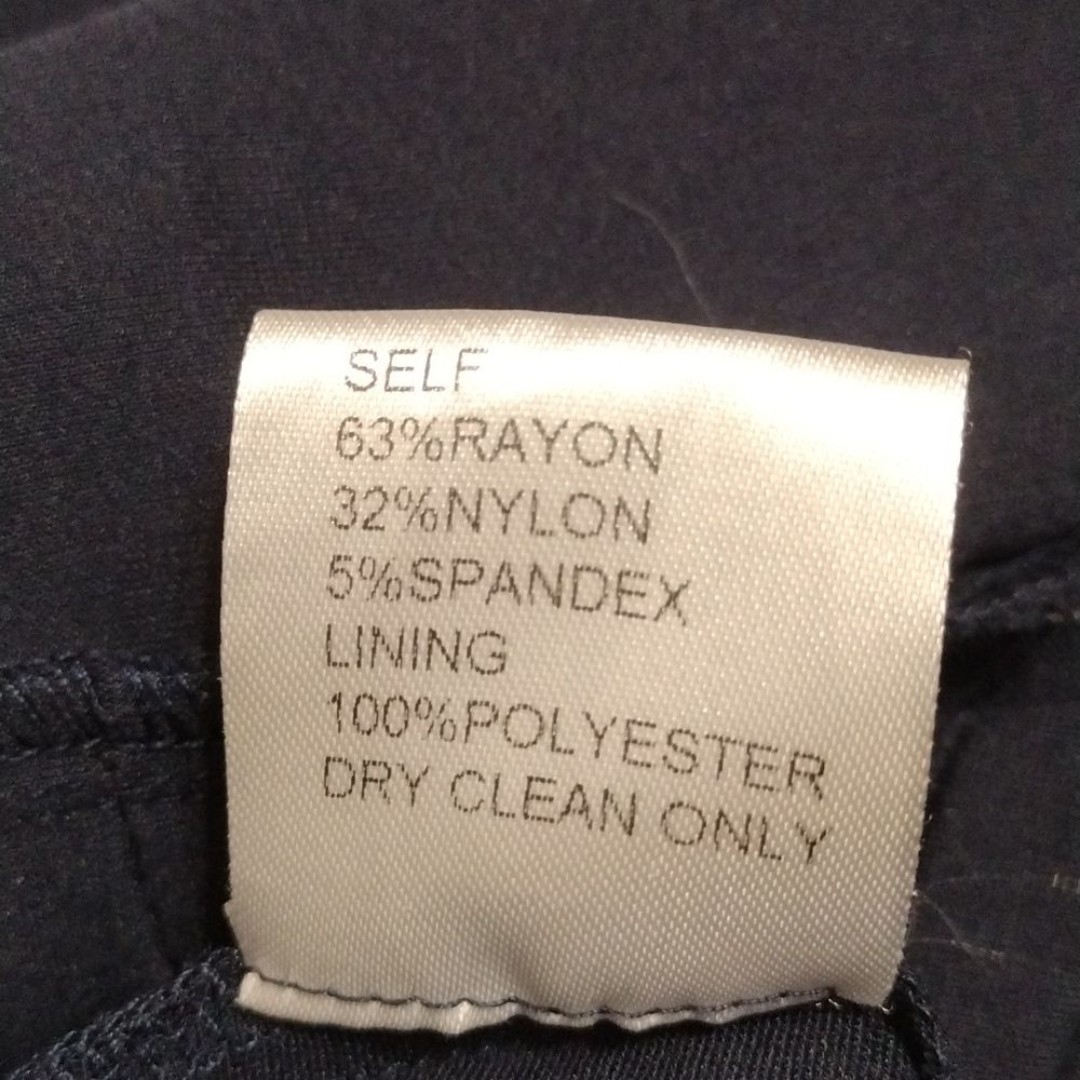 SELF
63%RAYON
32%NYLON
5%SPANDEX
LINING
100%POLYESTER
DRY CLEAN ONLY